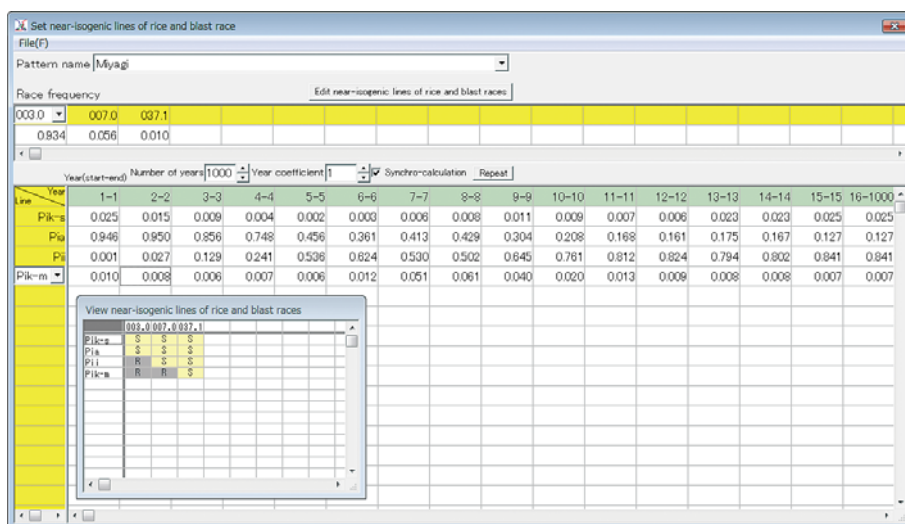 Set near-isogenic lines of rice and blast race
File(F)
Pattern name Miyagi
Race frequency Edit near-isogenic lines of rice and blast races
003.0 007.0 037.1
0.934 0.056 0.010
Year(start-end) Number of years 1000 Year coefficient 1 Synchro-calculation Repeat
Line Year 1-1 2-2 3-3 4-4 5-5 6-6 7-7 8-8 9-9 10-10 11-11 12-12 13-13 14-14 15-15 16-1000
Pik-s 0.025 0.015 0.009 0.004 0.002 0.003 0.006 0.008 0.011 0.009 0.007 0.006 0.023 0.023 0.025 0.025
Pia 0.946 0.950 0.856 0.748 0.456 0.361 0.413 0.429 0.304 0.208 0.168 0.161 0.175 0.167 0.127 0.127
Pii 0.001 0.027 0.129 0.241 0.536 0.624 0.530 0.502 0.645 0.761 0.812 0.824 0.794 0.802 0.841 0.841
Pik-m 0.010 0.008 0.006 0.007 0.006 0.012 0.051 0.061 0.040 0.020 0.013 0.009 0.008 0.008 0.007 0.007
View near-isogenic lines of rice and blast races
003.0 007.0 037.1
Pik-s S S S
Pia S S S
Pii R S S
Pik-m R R S